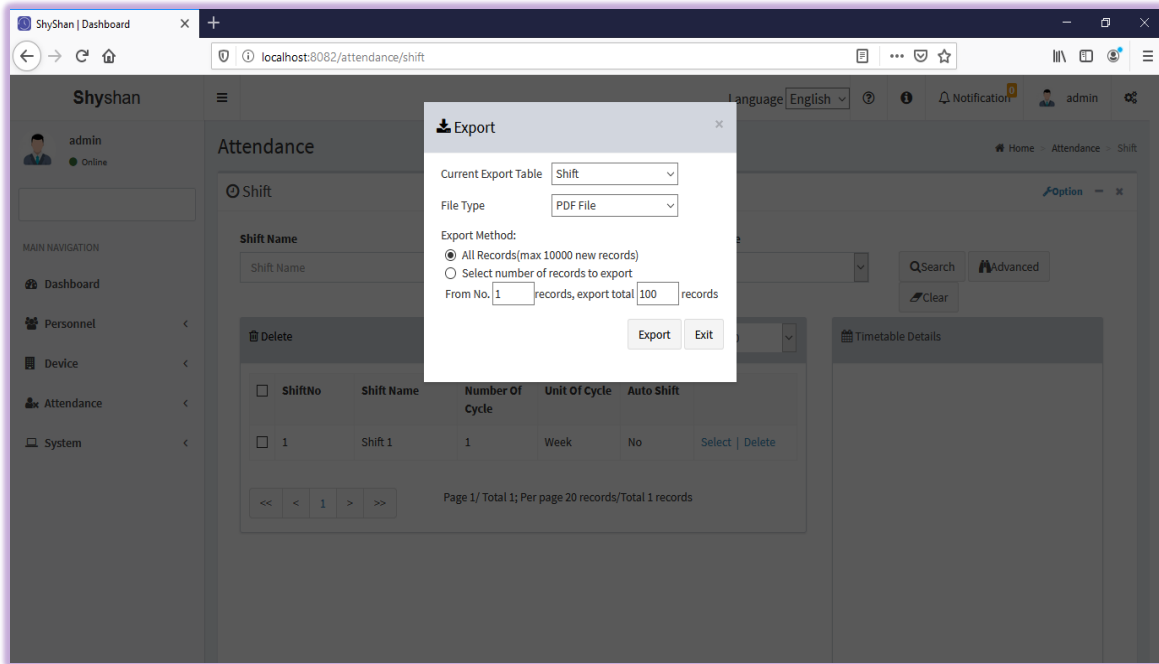 ShyShan | Dashboard
localhost:8082/attendance/shift
Shyshan
Language English
Notification 0
admin
admin
Online
MAIN NAVIGATION
Dashboard
Personnel
Device
Attendance
System
Attendance
Home > Attendance > Shift
Shift
Option
Shift Name
Shift Name
Search
Advanced
Clear
Delete
Timetable Details
ShiftNo Shift Name Number Of Cycle Unit Of Cycle Auto Shift
1 Shift 1 1 Week No Select | Delete
<< < 1 > >>
Page 1/ Total 1; Per page 20 records/Total 1 records
Export
Current Export Table Shift
File Type PDF File
Export Method:
All Records(max 10000 new records)
Select number of records to export
From No. 1 records, export total 100 records
Export Exit